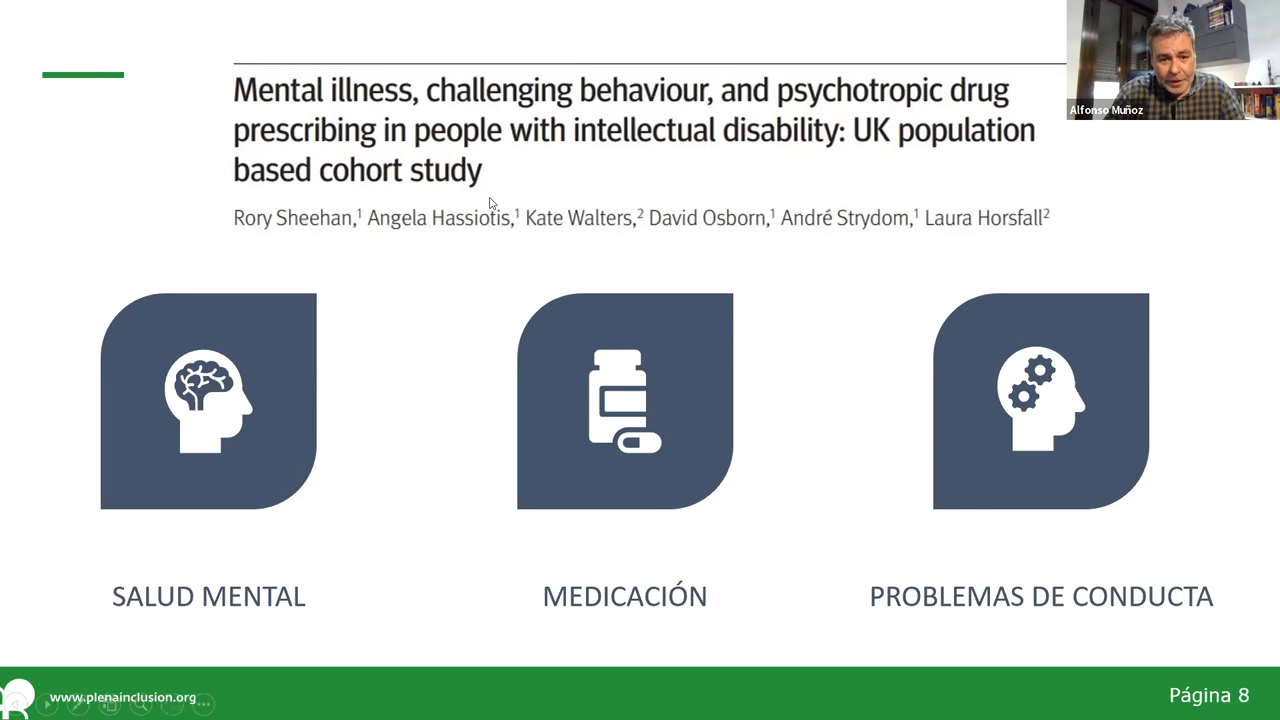 Alfonso Muñoz
Mental illness, challenging behaviour, and psychotropic drug
prescribing in people with intellectual disability: UK population
based cohort study
Rory Sheehan,¹ Angela Hassiotis,¹ Kate Walters,² David Osborn,¹ André Strydom,¹ Laura Horsfall²
SALUD MENTAL
MEDICACIÓN
PROBLEMAS DE CONDUCTA
www.plenainclusion.org
Página 8